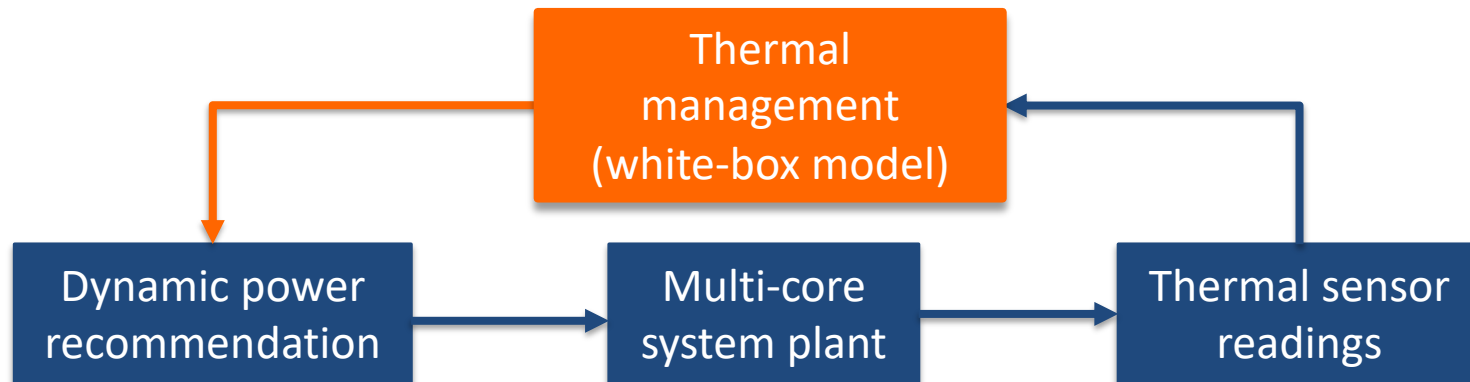 Thermal
management
(white-box model)
Dynamic power
recommendation
Multi-core
system plant
Thermal sensor
readings